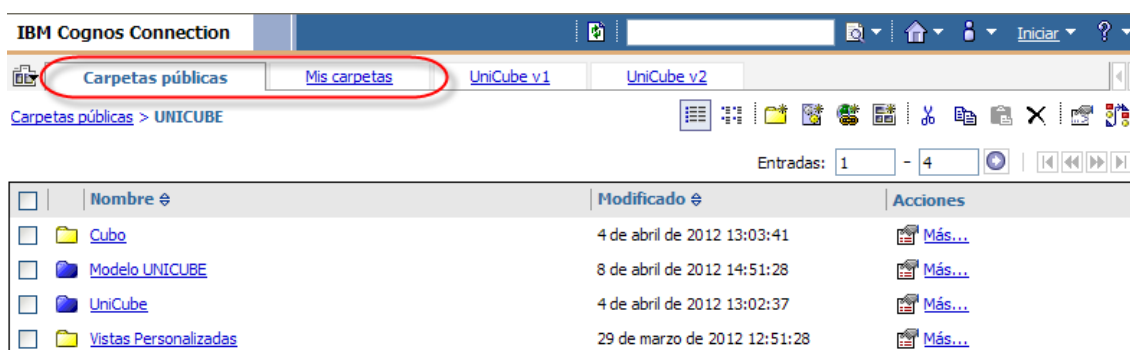 IBM Cognos Connection
Iniciar
Carpetas públicas Mis carpetas UniCube v1 UniCube v2
Carpetas públicas > UNICUBE
Entradas: 1 - 4
Nombre Modificado Acciones
Cubo 4 de abril de 2012 13:03:41 Más...
Modelo UNICUBE 8 de abril de 2012 14:51:28 Más...
UniCube 4 de abril de 2012 13:02:37 Más...
Vistas Personalizadas 29 de marzo de 2012 12:51:28 Más...